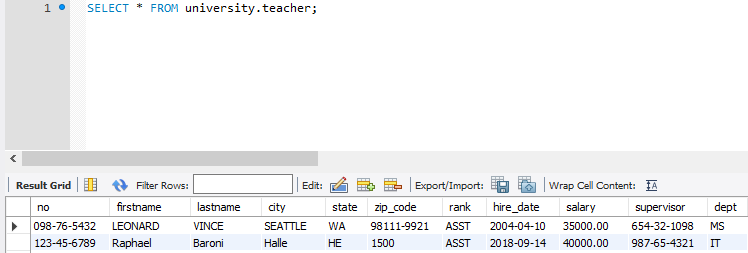 1 SELECT * FROM university.teacher;
Result Grid Filter Rows: Edit: Export/Import: Wrap Cell Content: IA
no firstname lastname city state zip_code rank hire_date salary supervisor dept
098-76-5432 LEONARD VINCE SEATTLE WA 98111-9921 ASST 2004-04-10 35000.00 654-32-1098 MS
123-45-6789 Raphael Baroni Halle HE 1500 ASST 2018-09-14 40000.00 987-65-4321 IT